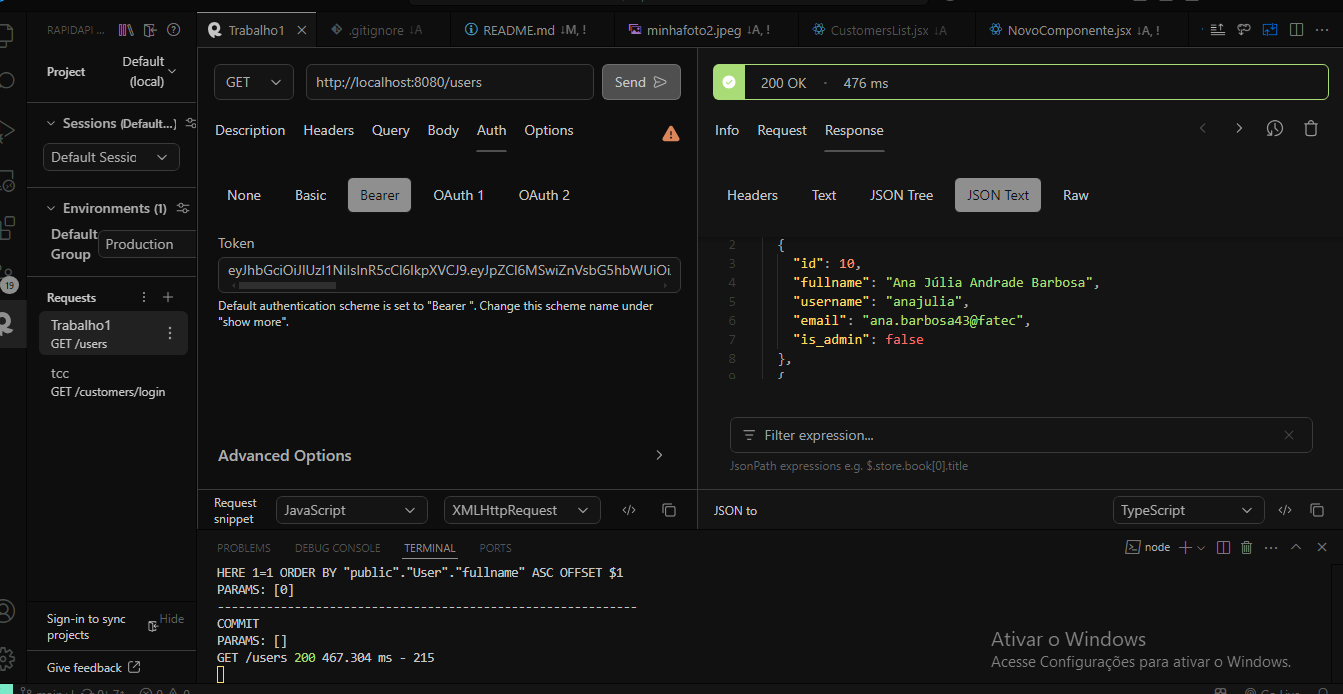 RAPIDAPI ...
Trabalho1
.gitignore ↓A
README.md ↓M, !
minhafoto2.jpeg ↓A, !
CustomersList.jsx ↓A
NovoComponente.jsx ↓A, !
Project
Default
(local)
Sessions (Default...)
Default Sessic
Environments (1)
Default
Group
Production
Requests
Trabalho1
GET /users
tcc
GET /customers/login
19
Sign-in to sync
projects
Hide
Give feedback
GET
http://localhost:8080/users
Send
Description
Headers
Query
Body
Auth
Options
None
Basic
Bearer
OAuth 1
OAuth 2
Token
eyJhbGciOiJIUzI1NiIsInR5cCI6IkpXVCJ9.eyJpZCI6MSwiZnVsbG5hbWUiOi.
Default authentication scheme is set to "Bearer ". Change this scheme name under
"show more".
Advanced Options
Request
snippet
JavaScript
XMLHttpRequest
200 OK · 476 ms
Info
Request
Response
Headers
Text
JSON Tree
JSON Text
Raw
2 {
3 "id": 10,
4 "fullname": "Ana Júlia Andrade Barbosa",
5 "username": "anajulia",
6 "email": "ana.barbosa43@fatec",
7 "is_admin": false
8 },
9 {
Filter expression...
JsonPath expressions e.g. $.store.book[0].title
JSON to
TypeScript
PROBLEMS
DEBUG CONSOLE
TERMINAL
PORTS
node
HERE 1=1 ORDER BY "public"."User"."fullname" ASC OFFSET $1
PARAMS: [0]
------------------------------------------------------------
COMMIT
PARAMS: []
GET /users 200 467.304 ms - 215
Ativar o Windows
Acesse Configurações para ativar o Windows.